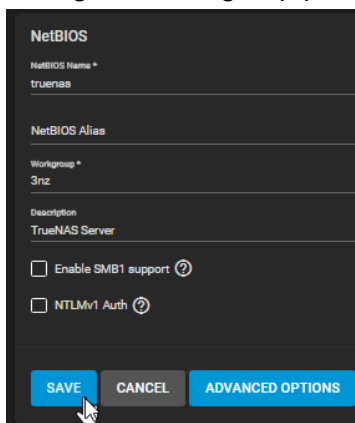 NetBIOS
NetBIOS Name *
truenas
NetBIOS Alias
Workgroup *
3nz
Description
TrueNAS Server
Enable SMB1 support ?
NTLMv1 Auth ?
SAVE CANCEL ADVANCED OPTIONS